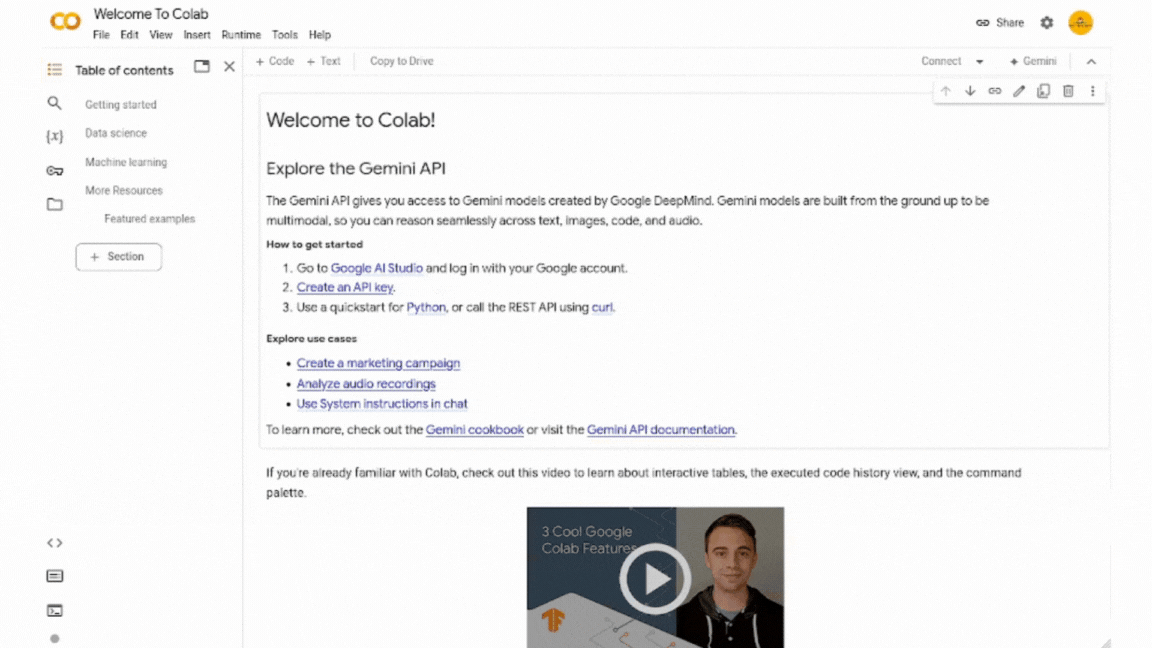 Welcome To Colab
File Edit View Insert Runtime Tools Help
Share
Table of contents
Getting started
Data science
Machine learning
More Resources
Featured examples
+ Section
+ Code + Text Copy to Drive
Connect Gemini
Welcome to Colab!
Explore the Gemini API
The Gemini API gives you access to Gemini models created by Google DeepMind. Gemini models are built from the ground up to be
multimodal, so you can reason seamlessly across text, images, code, and audio.
How to get started
1. Go to Google AI Studio and log in with your Google account.
2. Create an API key.
3. Use a quickstart for Python, or call the REST API using curl.
Explore use cases
• Create a marketing campaign
• Analyze audio recordings
• Use System instructions in chat
To learn more, check out the Gemini cookbook or visit the Gemini API documentation.
If you're already familiar with Colab, check out this video to learn about interactive tables, the executed code history view, and the command
palette.
3 Cool Google
Colab Features